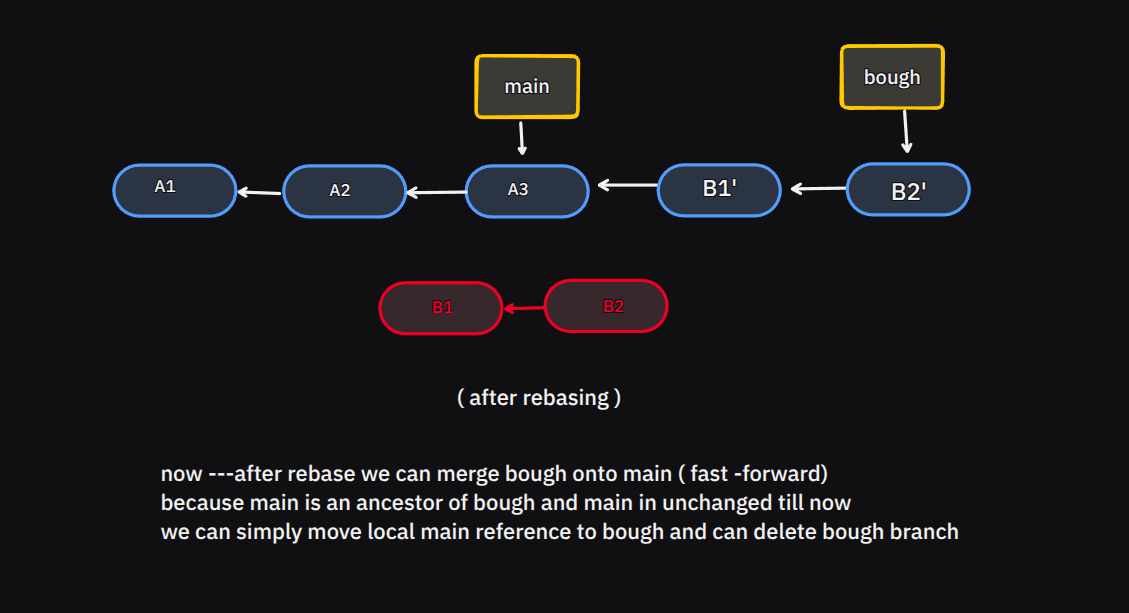 main
bough
A1
A2
A3
B1'
B2'
B1
B2
( after rebasing )
now ---after rebase we can merge bough onto main ( fast -forward)
because main is an ancestor of bough and main in unchanged till now
we can simply move local main reference to bough and can delete bough branch